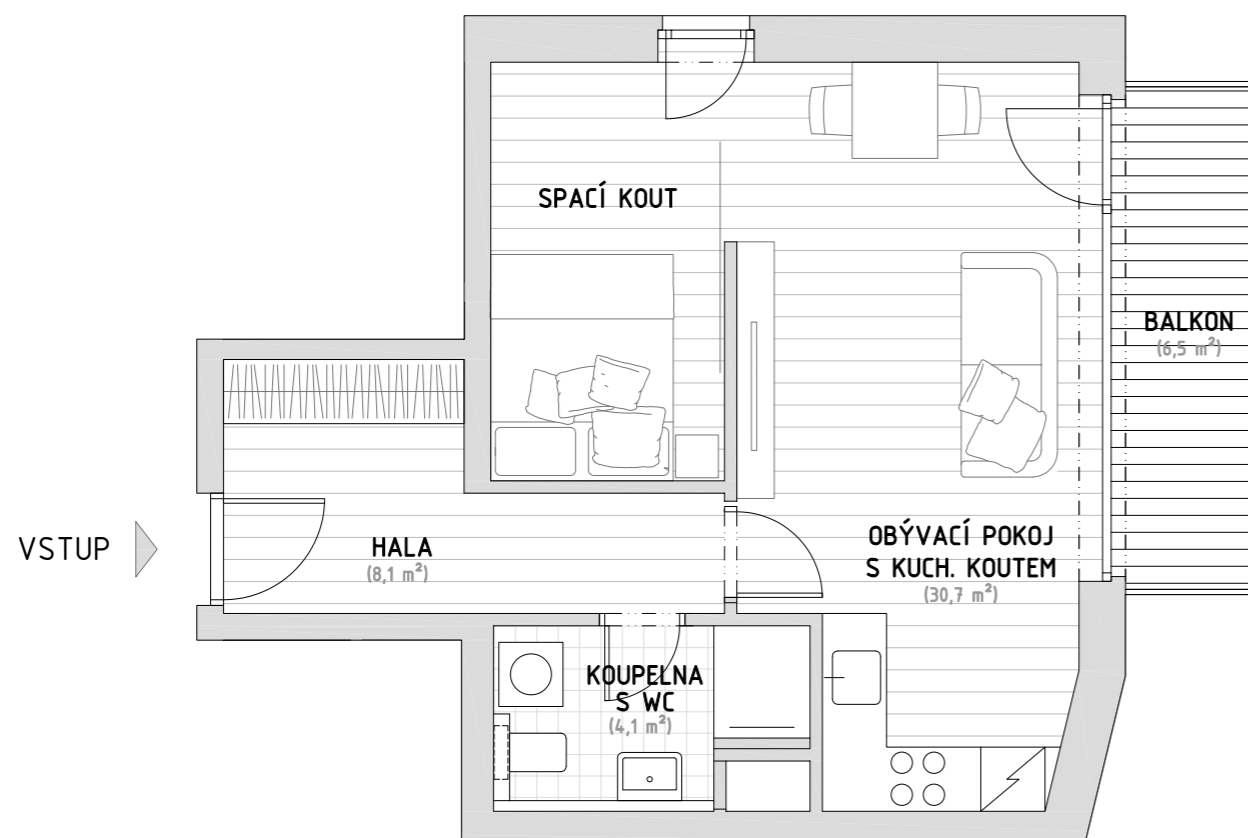 SPACÍ KOUT
BALKON
(6,5 m²)
VSTUP
HALA
(8,1 m²)
OBÝVACÍ POKOJ
S KUCH. KOUTEM
(30,7 m²)
KOUPELNA
S WC
(4,1 m²)